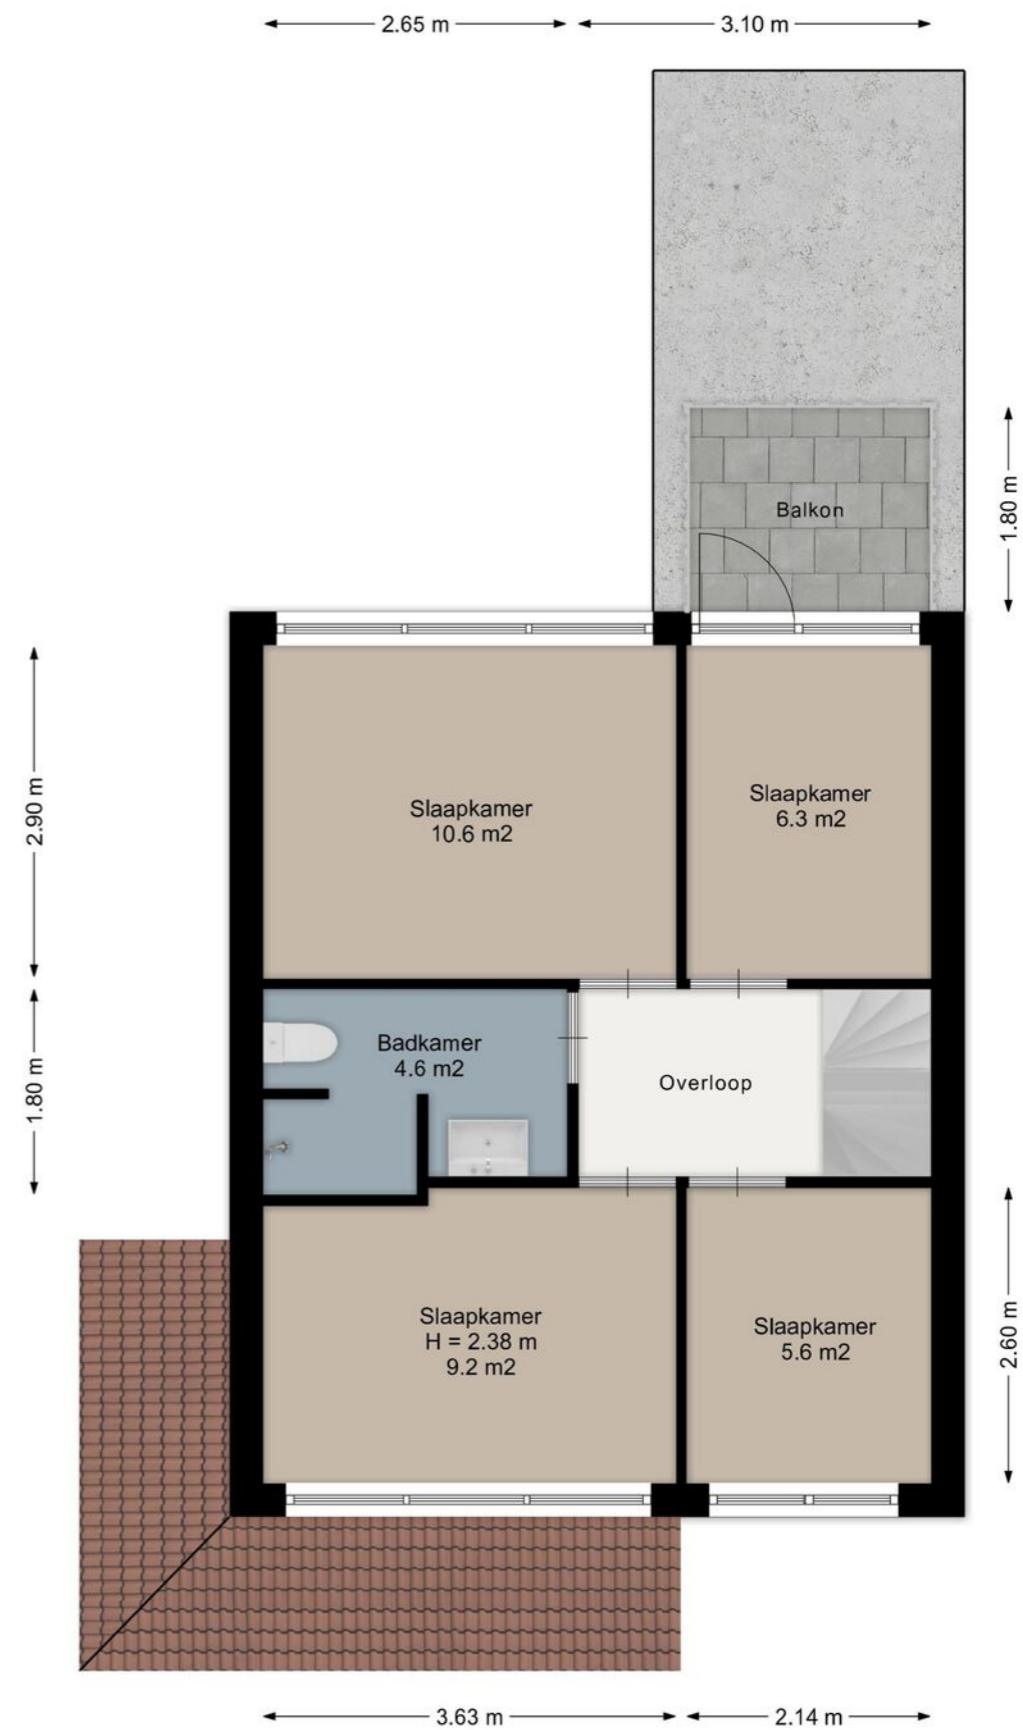 2.65 m
3.10 m
1.80 m
Balkon
2.90 m
Slaapkamer
10.6 m2
Slaapkamer
6.3 m2
1.80 m
Badkamer
4.6 m2
Overloop
2.60 m
Slaapkamer
H = 2.38 m
9.2 m2
Slaapkamer
5.6 m2
3.63 m
2.14 m